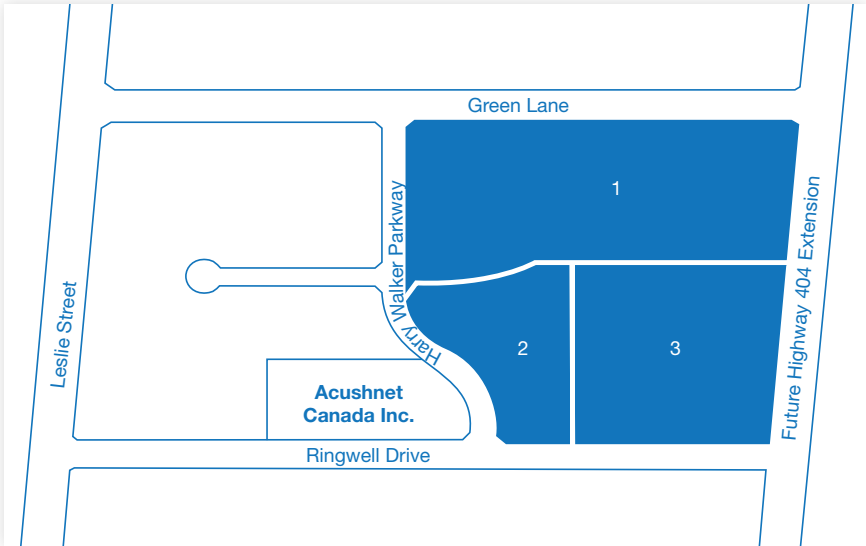 Green Lane
1
Harry Walker Parkway
Future Highway 404 Extension
Leslie Street
2
3
Acushnet
Canada Inc.
Ringwell Drive